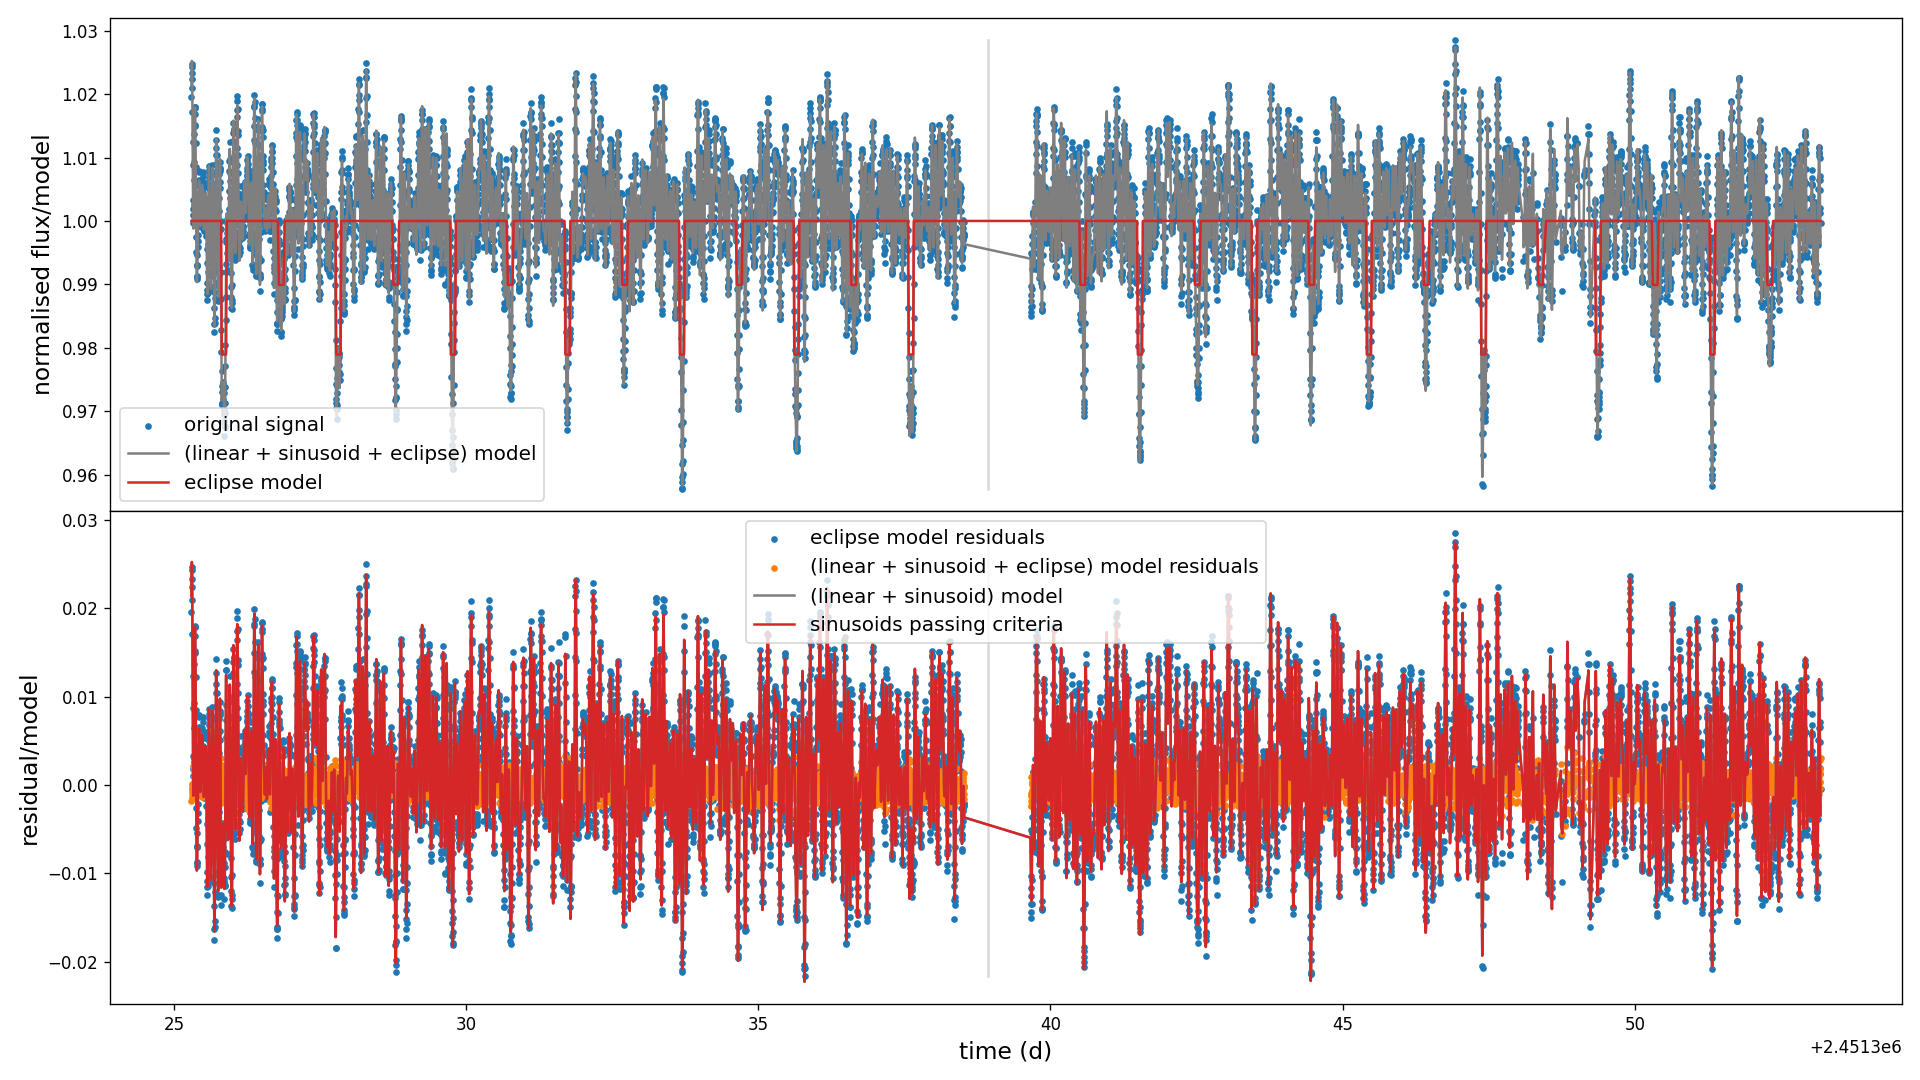 1.03
1.02
1.01
1.00
0.99
0.98
0.97
0.96
normalised flux/model
original signal
(linear + sinusoid + eclipse) model
eclipse model
0.03
0.02
0.01
0.00
−0.01
−0.02
residual/model
eclipse model residuals
(linear + sinusoid + eclipse) model residuals
(linear + sinusoid) model
sinusoids passing criteria
25
30
35
40
45
50
time (d)
+2.4513e6